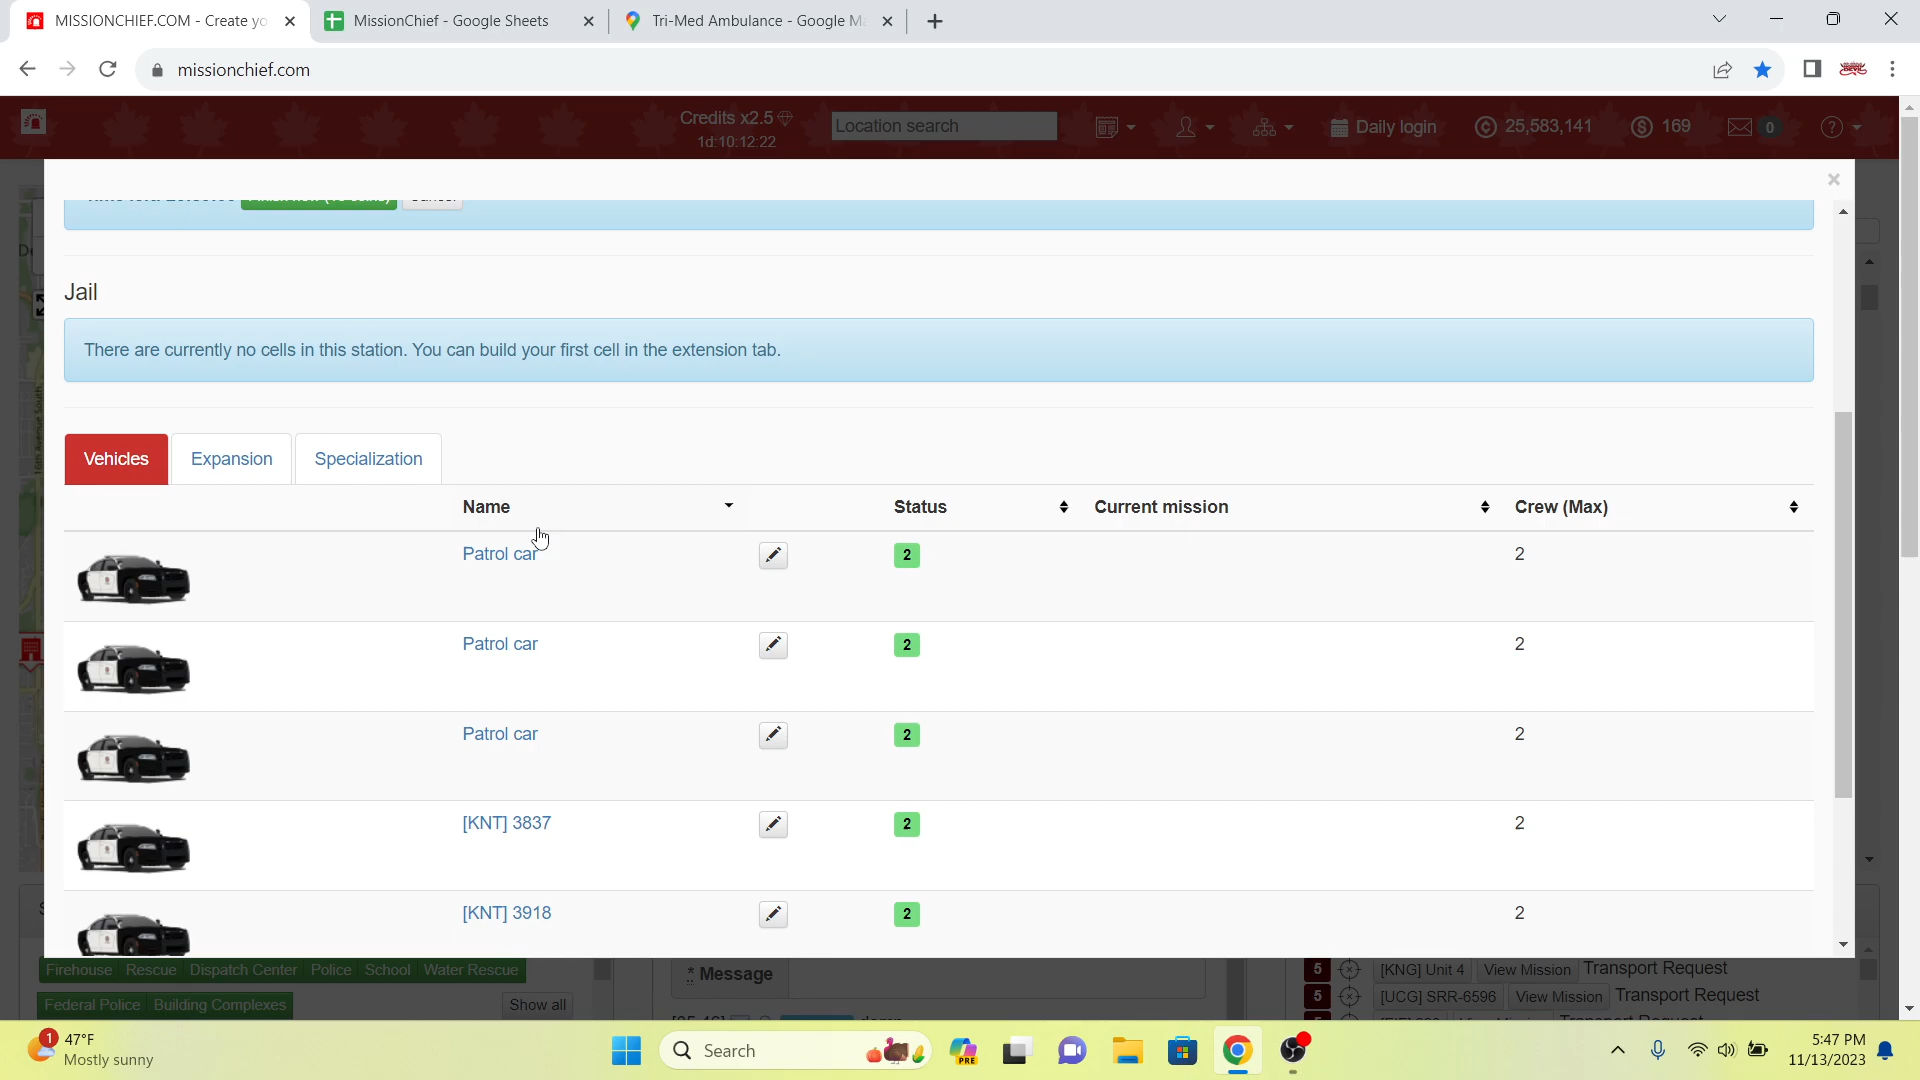 MISSIONCHIEF.COM - Create yo
MissionChief - Google Sheets
Tri-Med Ambulance - Google Ma
missionchief.com
Credits x2.5
1d:10:12:22
Location search
Daily login
25,583,141
169
0
Jail
There are currently no cells in this station. You can build your first cell in the extension tab.
Vehicles Expansion Specialization
Name Status Current mission Crew (Max)
Patrol car 2 2
Patrol car 2 2
Patrol car 2 2
[KNT] 3837 2 2
[KNT] 3918 2 2
Firehouse Rescue Dispatch Center Police School Water Rescue
Federal Police Building Complexes Show all
* Message
5 [KNG] Unit 4 View Mission Transport Request
5 [UCG] SRR-6596 View Mission Transport Request
1
47°F
Mostly sunny
Search
PRE
5:47 PM
11/13/2023